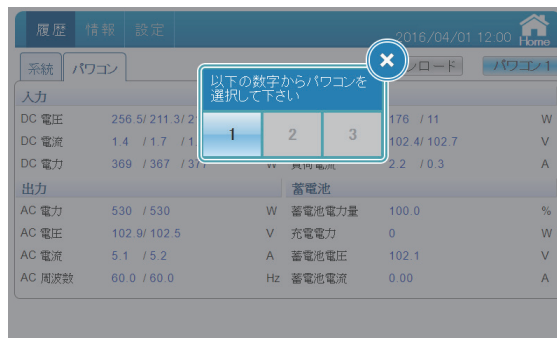 履歴 情報 設定
2016/04/01 12:00 Home
系統 パワコン ンロード パワコン 1
以下の数字からパワコンを
選択して下さい
1 2 3
入力
DC 電圧 256.5/ 211.3/ 2 176 / 11 W
DC 電流 1.4 / 1.7 / 1. 102.4/ 102.7 V
DC 電力 369 / 367 / 377 W 負荷電流 2.2 / 0.3 A
出力 蓄電池
AC 電力 530 / 530 W 蓄電池電力量 100.0 %
AC 電圧 102.9/ 102.5 V 充電電力 0 W
AC 電流 5.1 / 5.2 A 蓄電池電圧 102.1 V
AC 周波数 60.0 / 60.0 Hz 蓄電池電流 0.00 A